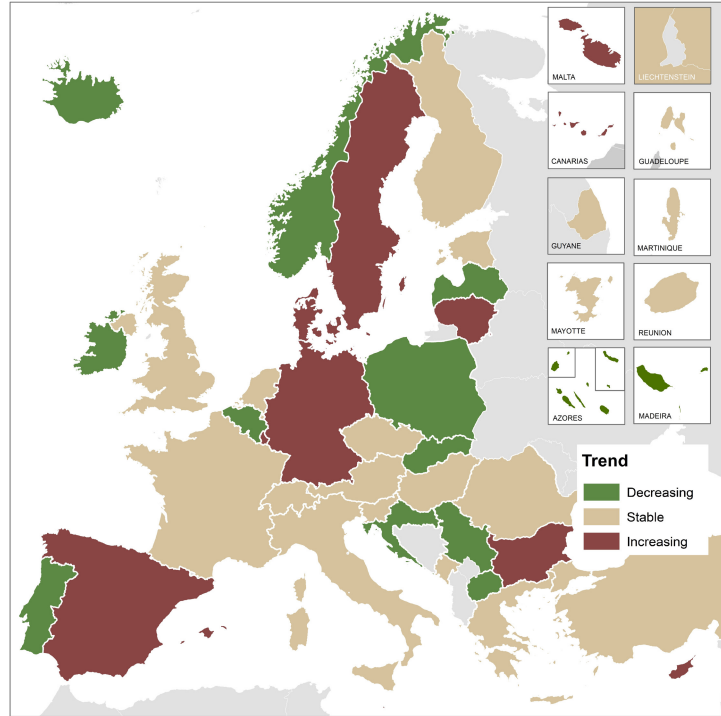 MALTA
LIECHTENSTEIN
CANARIAS
GUADELOUPE
GUYANE
MARTINIQUE
MAYOTTE
REUNION
AZORES
MADEIRA
Trend
Decreasing
Stable
Increasing